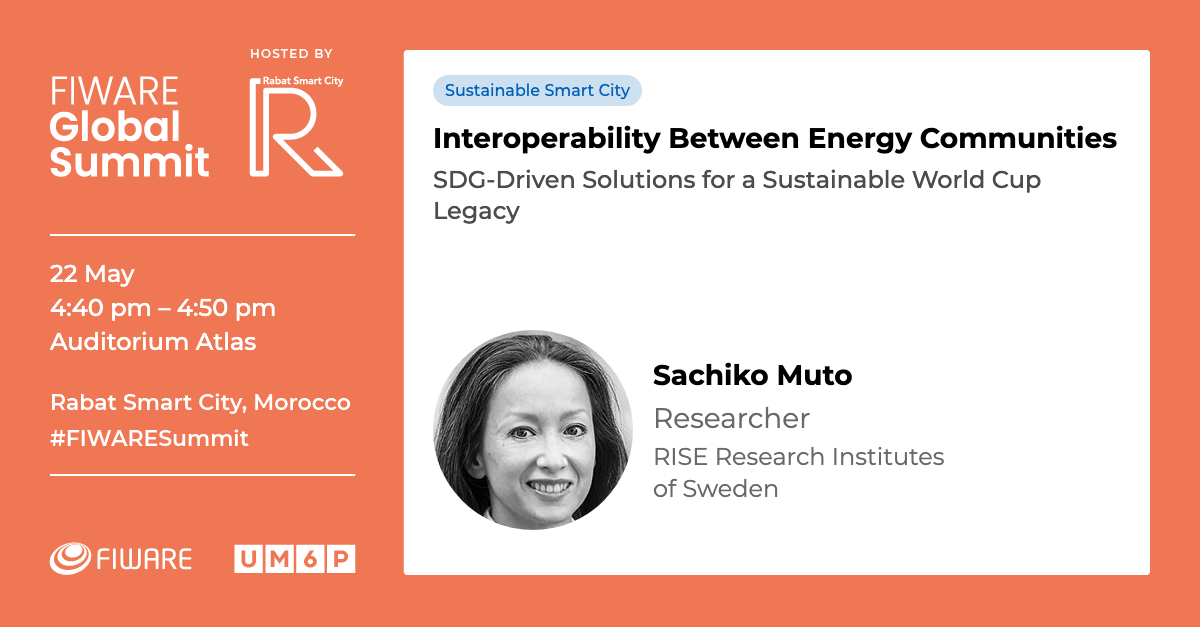 FIWARE
Global
Summit
HOSTED BY
Rabat Smart City
R
22 May
4:40 pm – 4:50 pm
Auditorium Atlas
Rabat Smart City, Morocco
#FIWARESummit
FIWARE
UM6P
Sustainable Smart City
Interoperability Between Energy Communities
SDG-Driven Solutions for a Sustainable World Cup
Legacy
Sachiko Muto
Researcher
RISE Research Institutes
of Sweden